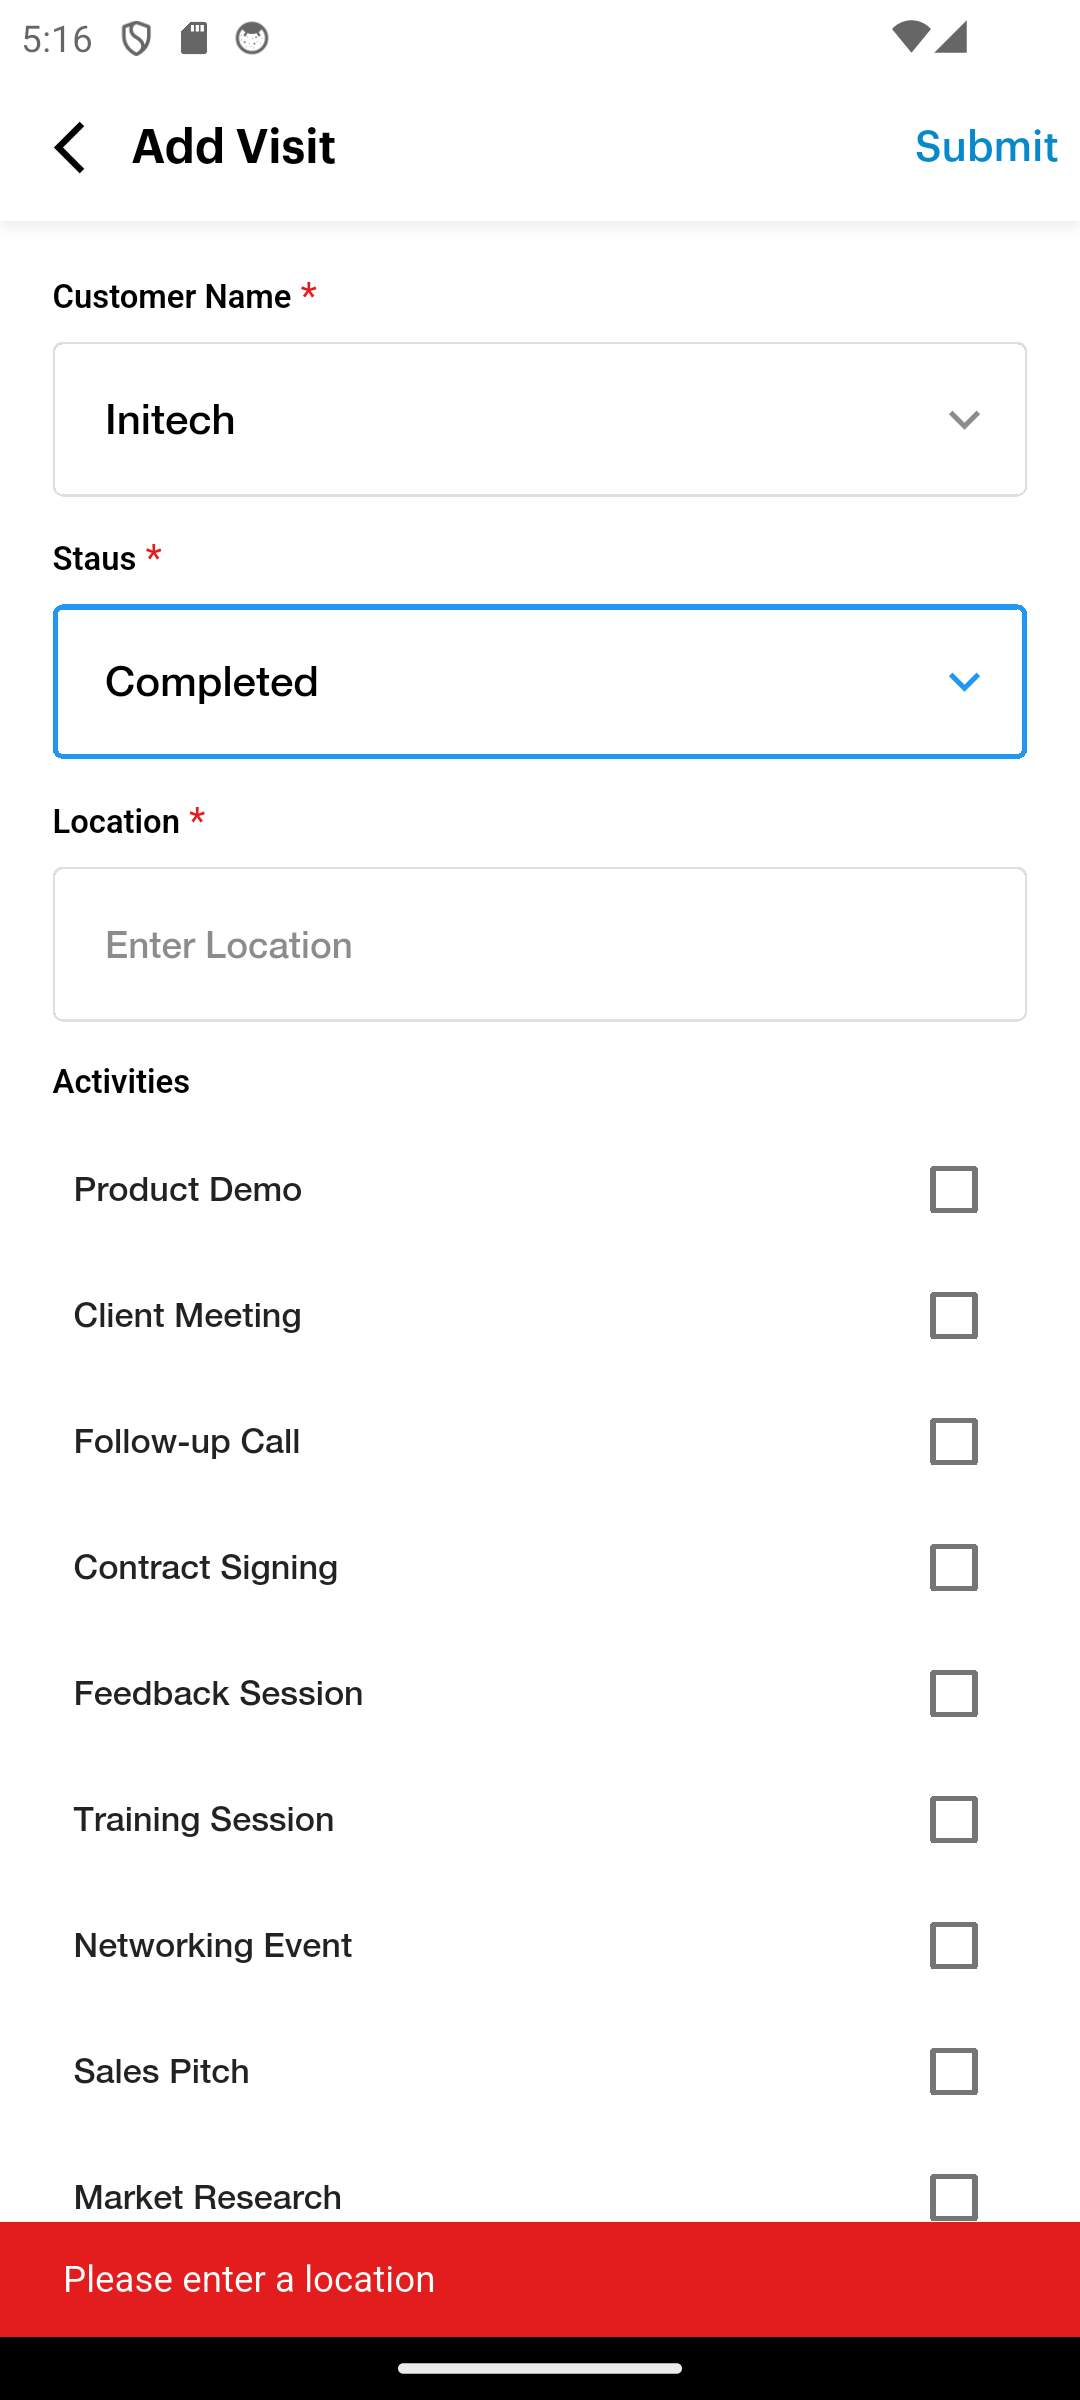 5:16
Add Visit
Submit
Customer Name *
Initech
Staus *
Completed
Location *
Enter Location
Activities
Product Demo
Client Meeting
Follow-up Call
Contract Signing
Feedback Session
Training Session
Networking Event
Sales Pitch
Market Research
Please enter a location